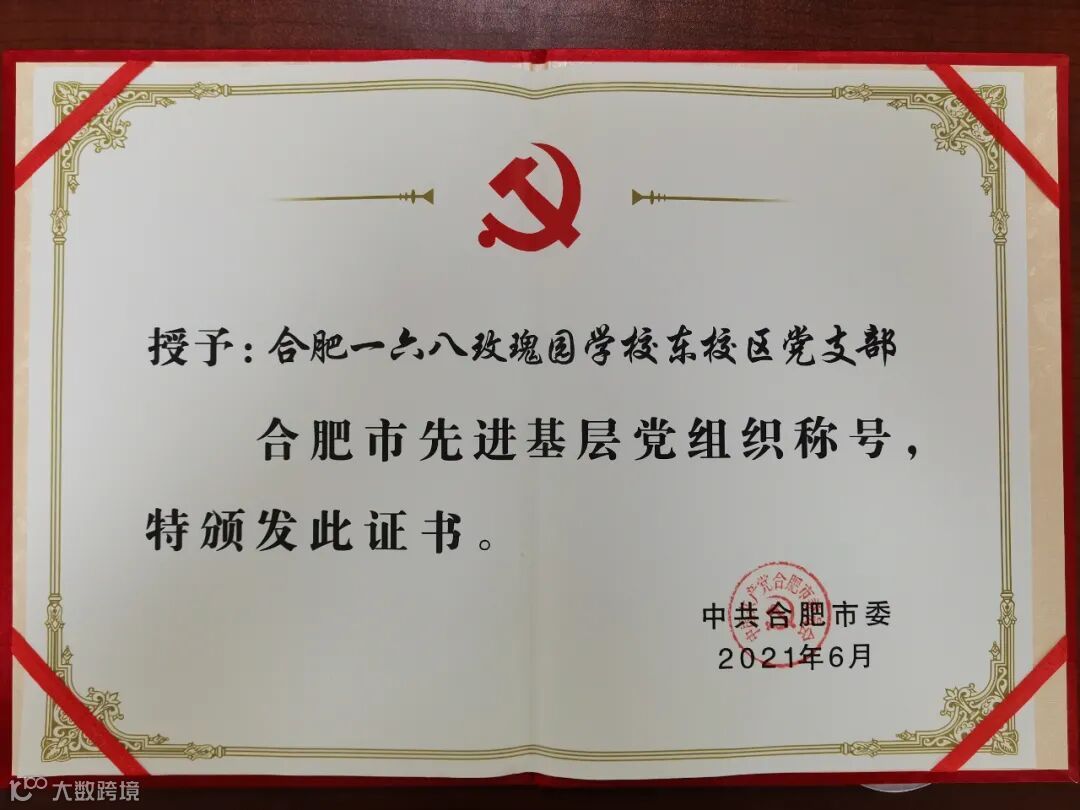 授予：合肥一六八玫瑰园学校东校区党支部
合肥市先进基层党组织称号，
特颁发此证书。
中共合肥市委
2021年6月
大数跨境